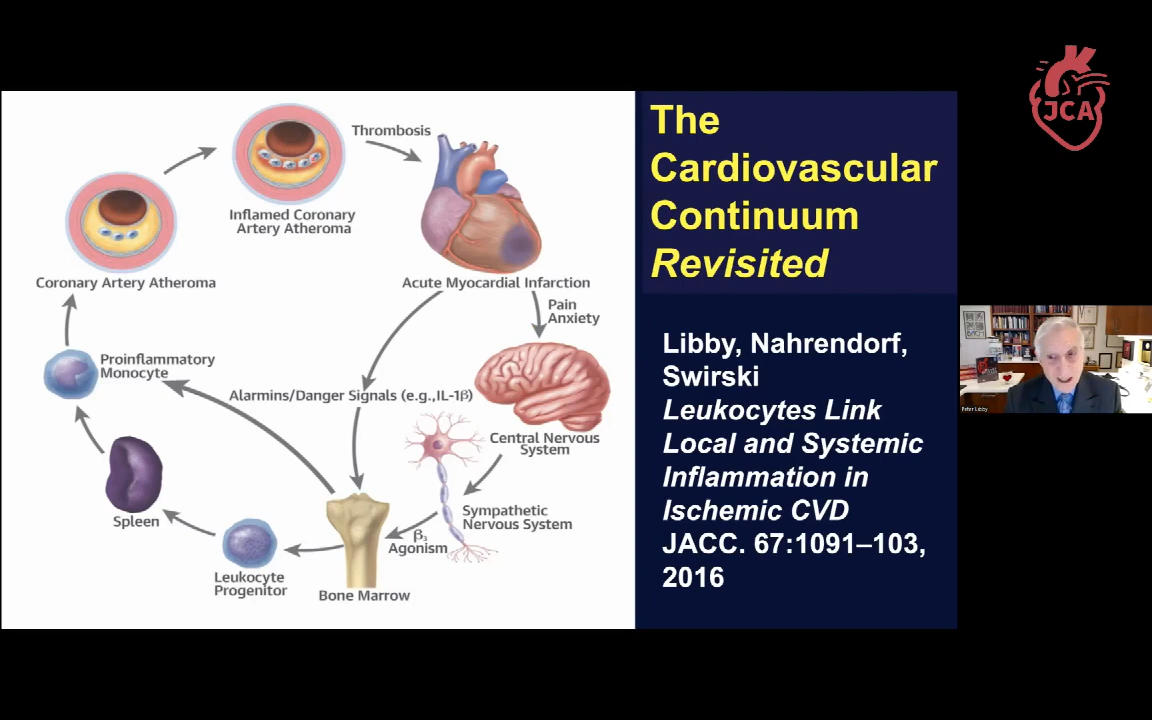 JCA
The
Cardiovascular
Continuum
Revisited
Libby, Nahrendorf,
Swirski
Leukocytes Link
Local and Systemic
Inflammation in
Ischemic CVD
JACC. 67:1091–103,
2016
Thrombosis
Inflamed Coronary
Artery Atheroma
Coronary Artery Atheroma
Acute Myocardial Infarction
Pain
Anxiety
Proinflammatory
Monocyte
Alarmins/Danger Signals (e.g.,IL-1β)
Central Nervous
System
Spleen
Sympathetic
Nervous System
β₃
Agonism
Leukocyte
Progenitor
Bone Marrow
Peter Libby